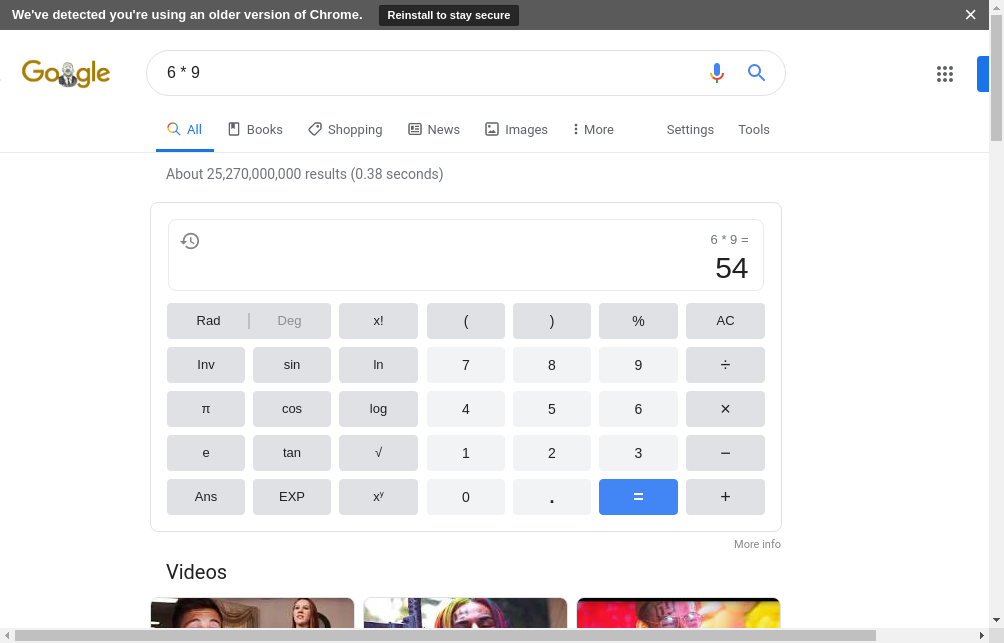 We've detected you're using an older version of Chrome. Reinstall to stay secure
Google 6 * 9
All Books Shopping News Images More Settings Tools
About 25,270,000,000 results (0.38 seconds)
6 * 9 =
54
Rad | Deg x! ( ) % AC
Inv sin ln 7 8 9 ÷
π cos log 4 5 6 ×
e tan √ 1 2 3 −
Ans EXP xʸ 0 . = +
More info
Videos